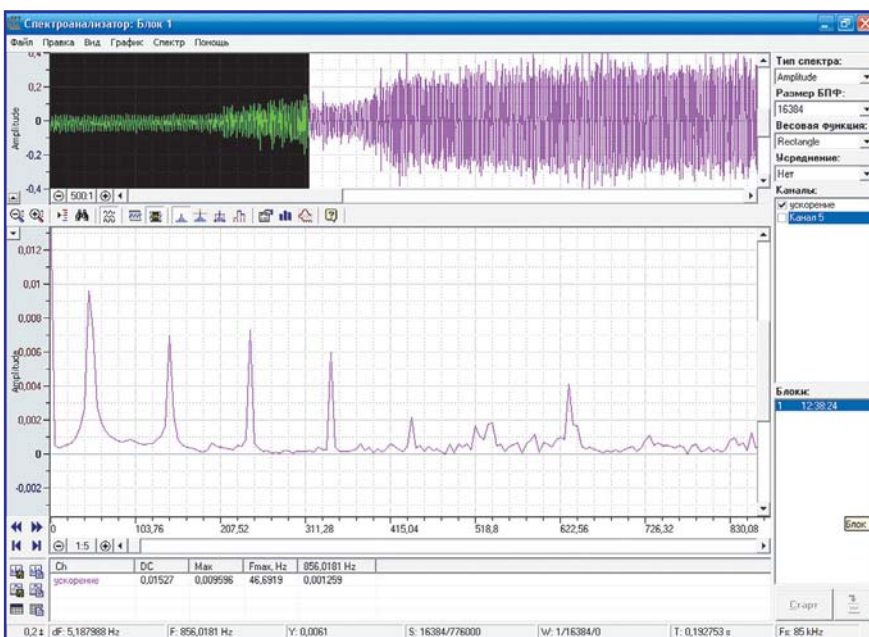 Спектроанализатор: Блок 1
Файл Правка Вид График Спектр Помощь
0,4
0,2
0
-0,2
-0,4
Amplitude
500:1
Тип спектра:
Amplitude
Размер БПФ:
16384
Весовая функция:
Rectangle
Усреднение:
Нет
Каналы:
ускорение
Канал 5
0,012
0,01
0,008
0,006
0,004
0,002
0
-0,002
Amplitude
0 103,76 207,52 311,28 415,04 518,8 622,56 726,32 830,08
1:5
Блоки:
1 12:38:24
Блок
Ch DC Max Fmax, Hz 856,0181 Hz
ускорение 0,01527 0,009596 46,6919 0,001259
Старт
0,2 dF: 5,187988 Hz F: 856,0181 Hz Y: 0,0061 S: 16384/776000 W: 1/16384/0 T: 0,192753 s Fs: 85 kHz